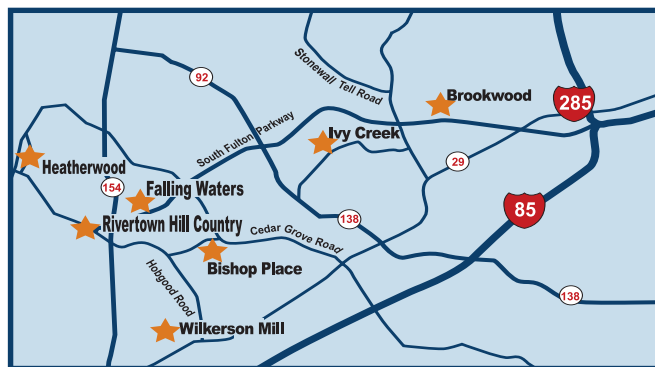 Stonewall Tell Road
92
Brookwood
285
South Fulton Parkway
Ivy Creek
Heatherwood
29
154
Falling Waters
85
Rivertown Hill Country
138
Cedar Grove Road
Bishop Place
Hobgood Rood
138
Wilkerson Mill